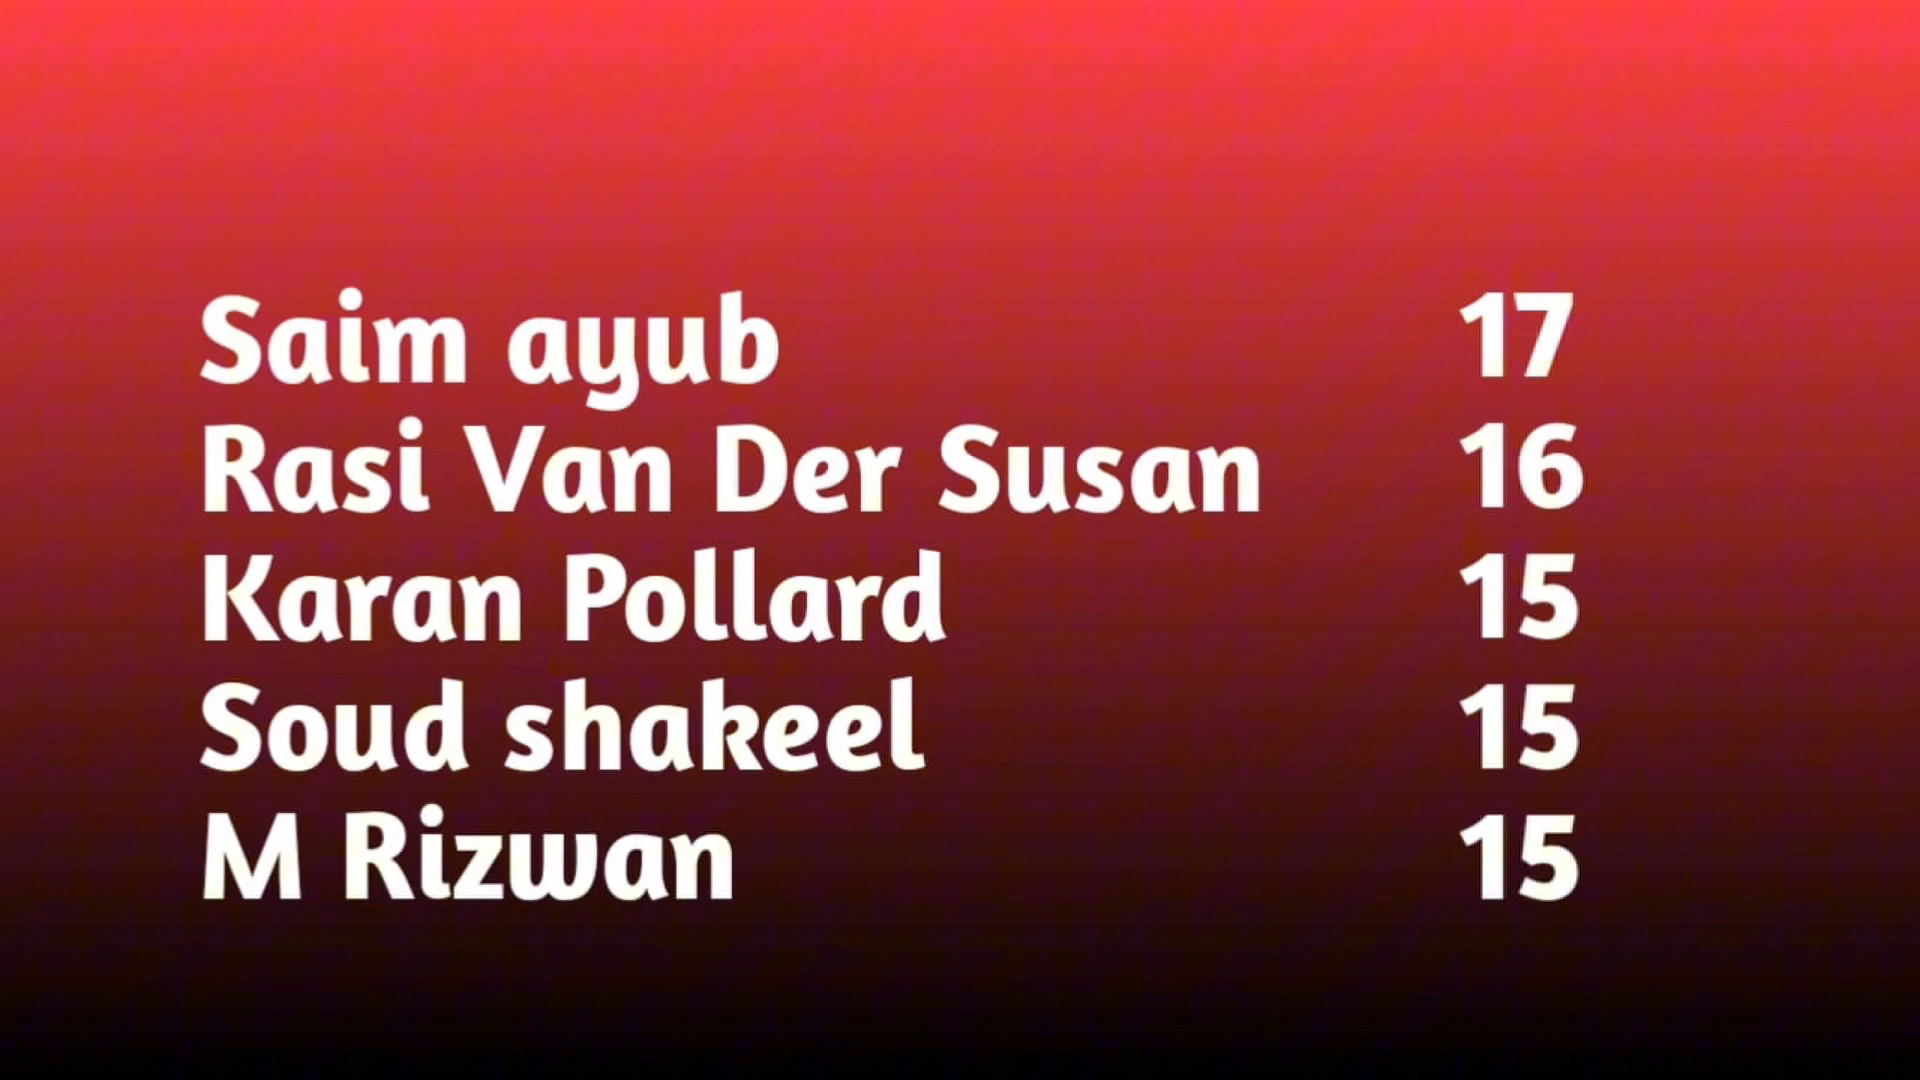 Saim ayub 17
Rasi Van Der Susan 16
Karan Pollard 15
Soud shakeel 15
M Rizwan 15